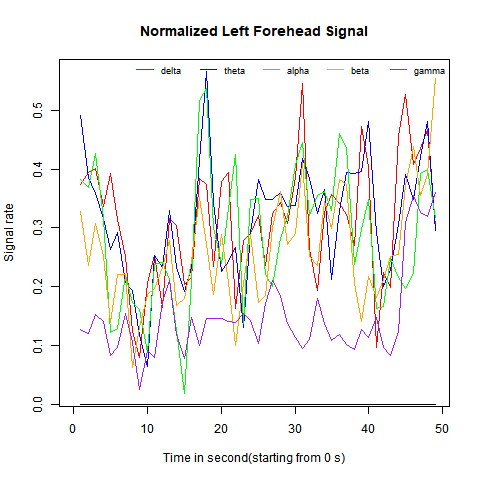 Normalized Left Forehead Signal
delta theta alpha beta gamma
Signal rate
0.5
0.4
0.3
0.2
0.1
0.0
0 10 20 30 40 50
Time in second(starting from 0 s)